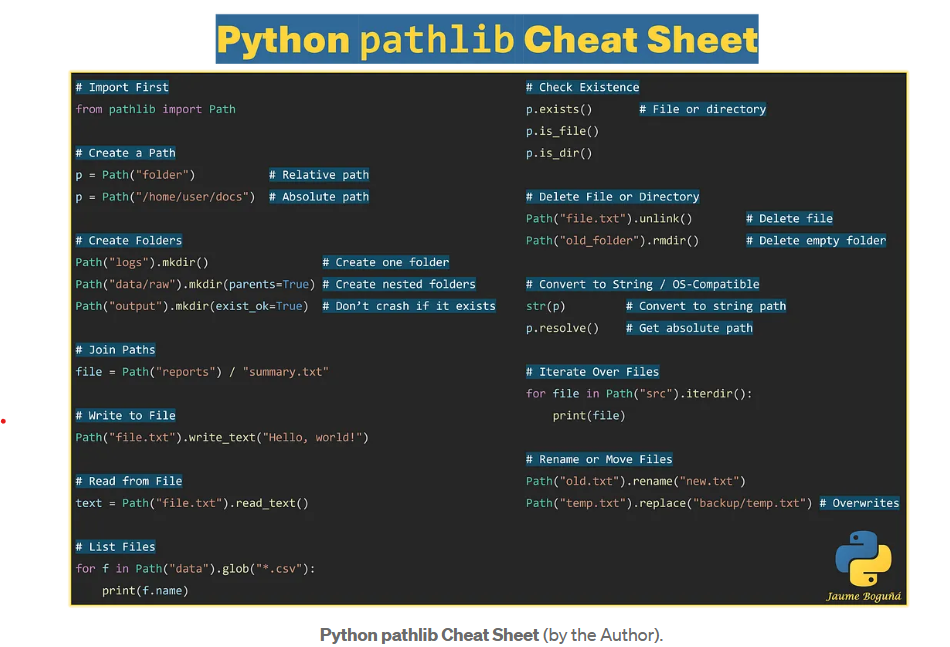 Python pathlib Cheat Sheet
# Import First
from pathlib import Path
# Create a Path
p = Path("folder") # Relative path
p = Path("/home/user/docs") # Absolute path
# Create Folders
Path("logs").mkdir() # Create one folder
Path("data/raw").mkdir(parents=True) # Create nested folders
Path("output").mkdir(exist_ok=True) # Don’t crash if it exists
# Join Paths
file = Path("reports") / "summary.txt"
# Write to File
Path("file.txt").write_text("Hello, world!")
# Read from File
text = Path("file.txt").read_text()
# List Files
for f in Path("data").glob("*.csv"):
print(f.name)
# Check Existence
p.exists() # File or directory
p.is_file()
p.is_dir()
# Delete File or Directory
Path("file.txt").unlink() # Delete file
Path("old_folder").rmdir() # Delete empty folder
# Convert to String / OS-Compatible
str(p) # Convert to string path
p.resolve() # Get absolute path
# Iterate Over Files
for file in Path("src").iterdir():
print(file)
# Rename or Move Files
Path("old.txt").rename("new.txt")
Path("temp.txt").replace("backup/temp.txt") # Overwrites
Jaume Boguñá
Python pathlib Cheat Sheet (by the Author).